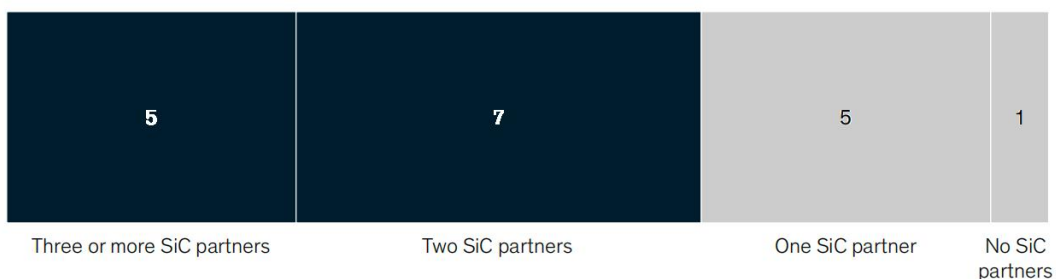 5 7 5 1
Three or more SiC partners Two SiC partners One SiC partner No SiC
partners